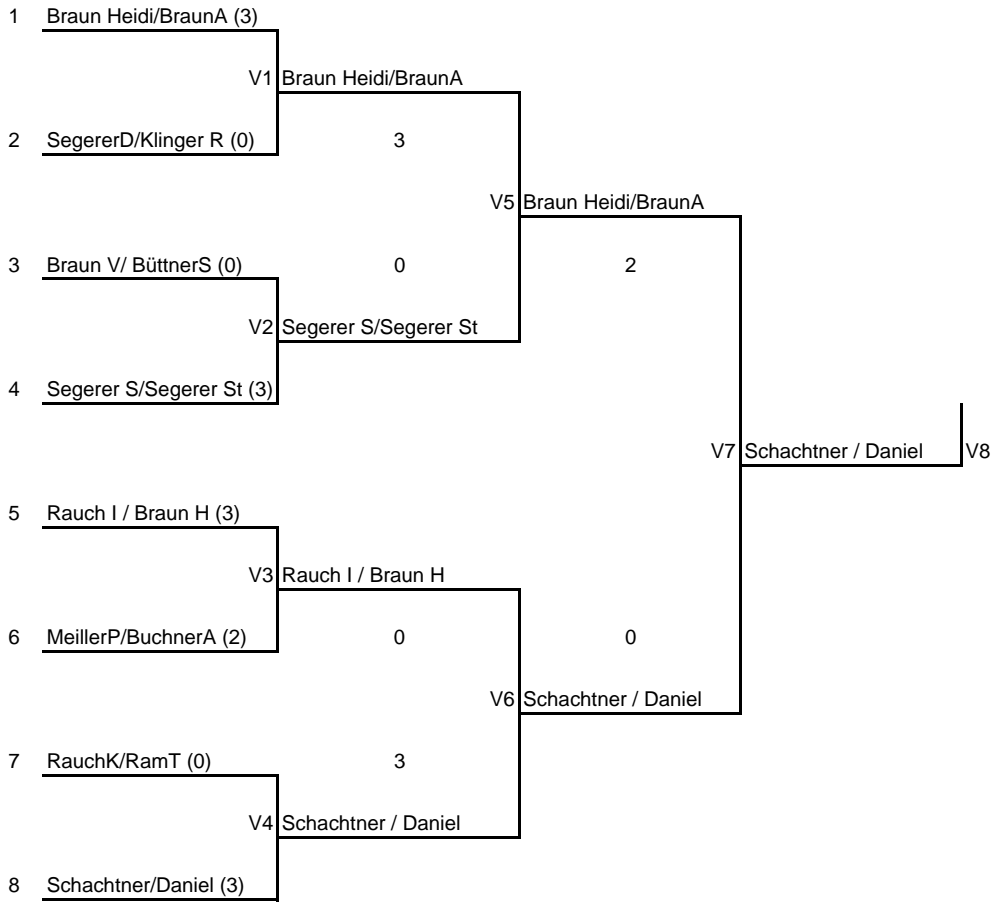 1 Braun Heidi/BraunA (3)
V1 Braun Heidi/BraunA
2 SegererD/Klinger R (0) 3
V5 Braun Heidi/BraunA
3 Braun V/ BüttnerS (0) 0 2
V2 Segerer S/Segerer St
4 Segerer S/Segerer St (3)
V7 Schachtner / Daniel V8
5 Rauch I / Braun H (3)
V3 Rauch I / Braun H
6 MeillerP/BuchnerA (2) 0 0
V6 Schachtner / Daniel
7 RauchK/RamT (0) 3
V4 Schachtner / Daniel
8 Schachtner/Daniel (3)